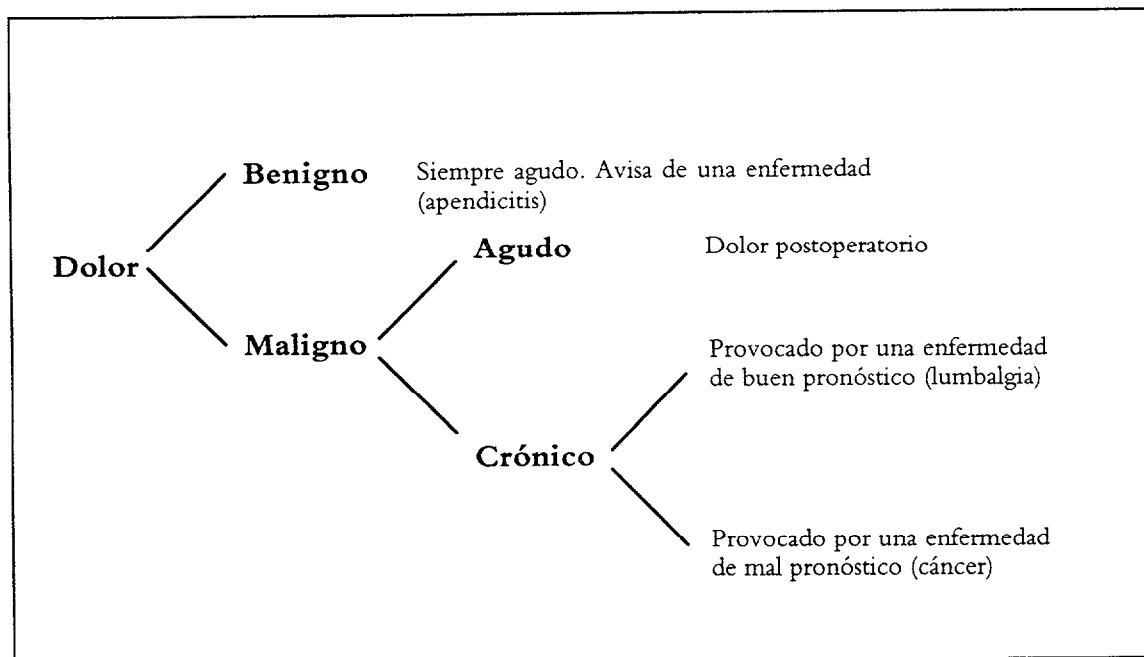 Benigno
Siempre agudo. Avisa de una enfermedad
(apendicitis)
Dolor
Maligno
Agudo
Dolor postoperatorio
Crónico
Provocado por una enfermedad
de buen pronóstico (lumbalgia)
Provocado por una enfermedad
de mal pronóstico (cáncer)